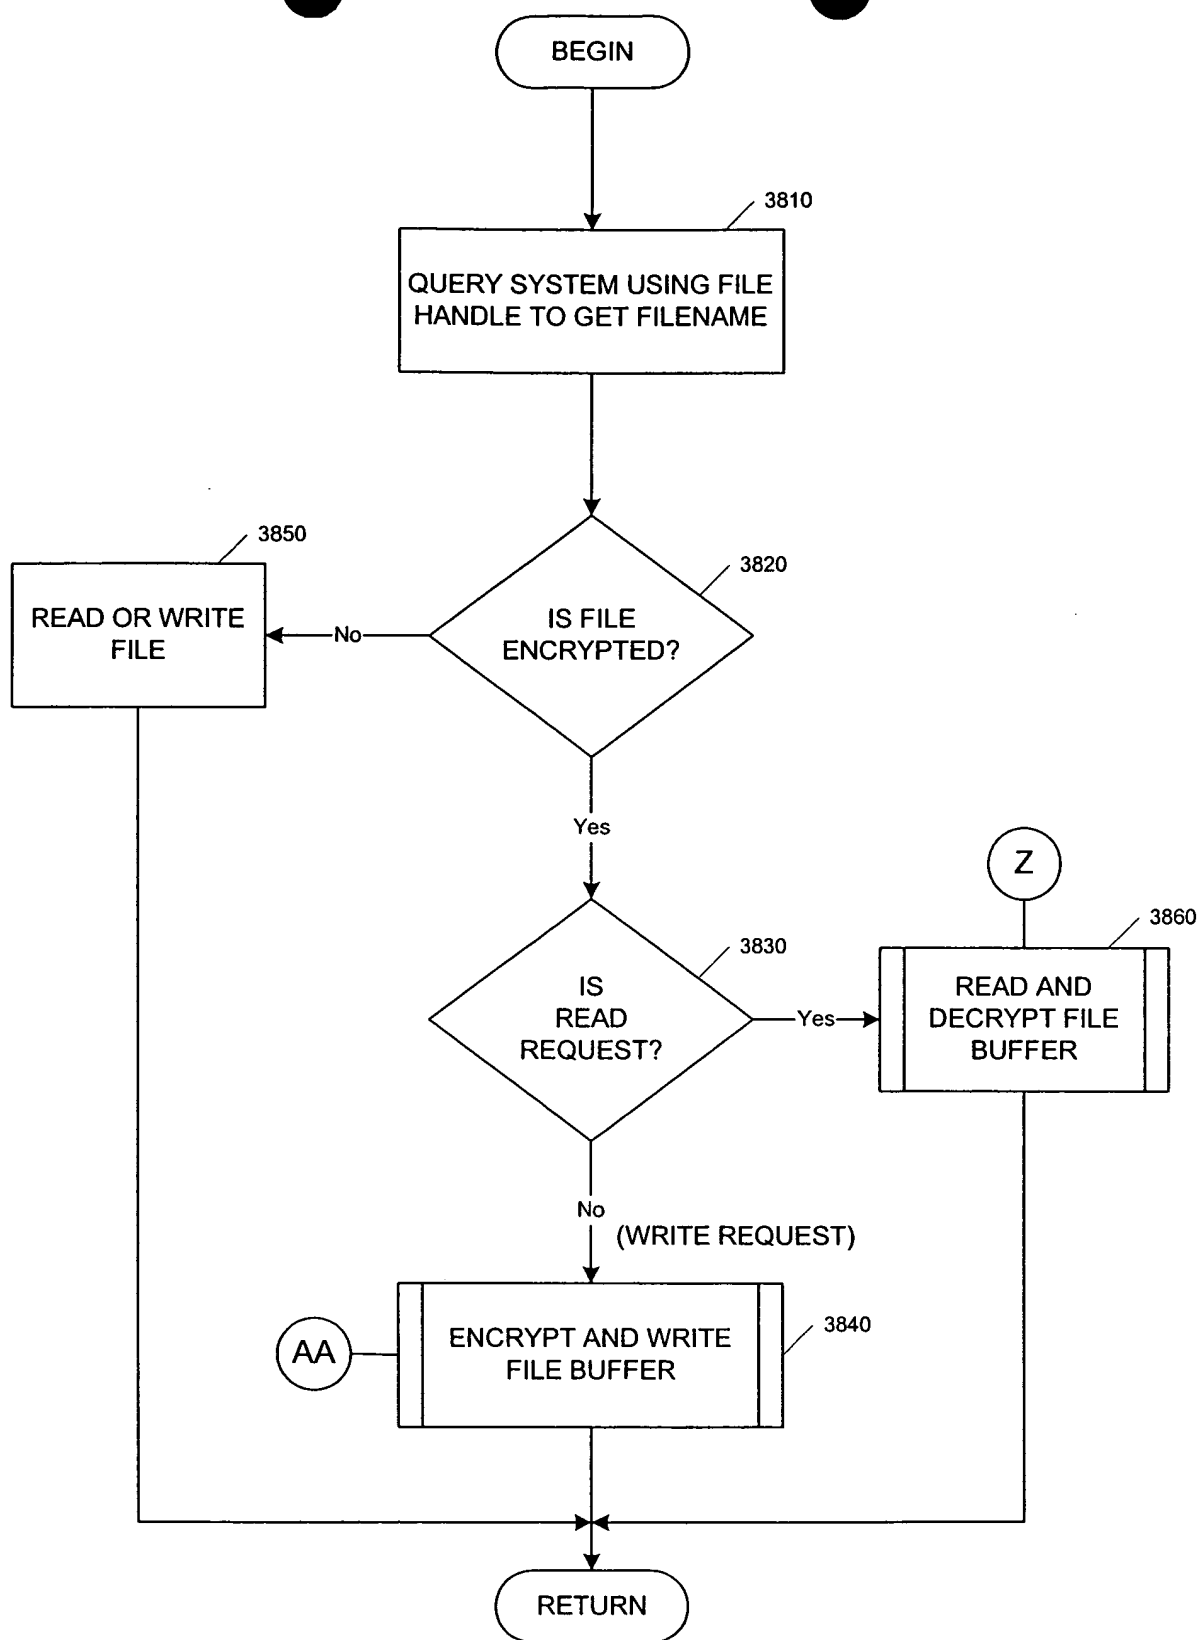 BEGIN
3810
QUERY SYSTEM USING FILE
HANDLE TO GET FILENAME
3850
READ OR WRITE
FILE
No
3820
IS FILE
ENCRYPTED?
Yes
Z
3830
IS
READ
REQUEST?
Yes
3860
READ AND
DECRYPT FILE
BUFFER
No
(WRITE REQUEST)
AA
ENCRYPT AND WRITE
FILE BUFFER
3840
RETURN